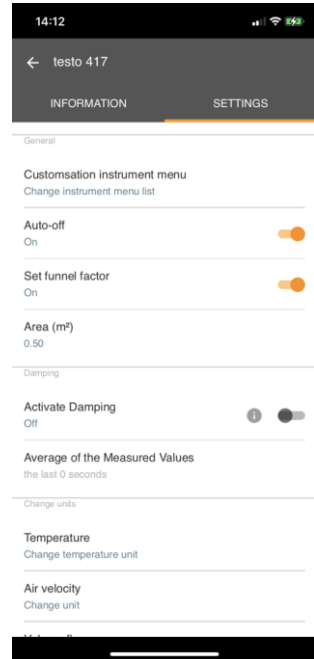 14:12
testo 417
INFORMATION SETTINGS
General
Customsation instrument menu
Change instrument menu list
Auto-off
On
Set funnel factor
On
Area (m²)
0.50
Damping
Activate Damping
Off
Average of the Measured Values
the last 0 seconds
Change units
Temperature
Change temperature unit
Air velocity
Change unit